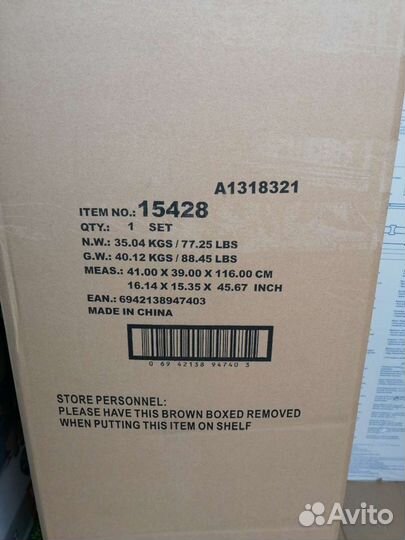 A1318321
ITEM NO.: 15428
QTY.: 1 SET
N.W.: 35.04 KGS / 77.25 LBS
G.W.: 40.12 KGS / 88.45 LBS
MEAS.: 41.00 X 39.00 X 116.00 CM
16.14 X 15.35 X 45.67 INCH
EAN.: 6942138947403
MADE IN CHINA
0 69 42138 94740 3
STORE PERSONNEL:
PLEASE HAVE THIS BROWN BOXED REMOVED
WHEN PUTTING THIS ITEM ON SHELF
Avito